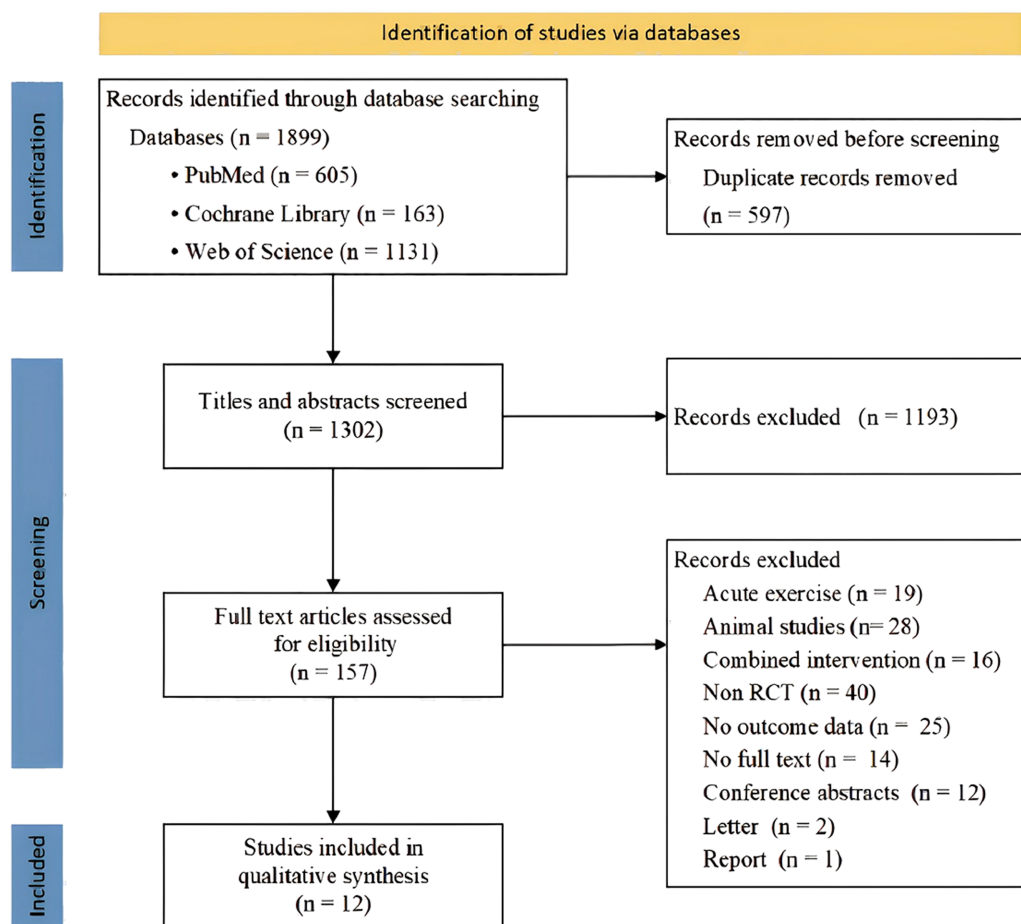 Identification of studies via databases
Identification
Records identified through database searching
Databases (n = 1899)
• PubMed (n = 605)
• Cochrane Library (n = 163)
• Web of Science (n = 1131)
Records removed before screening
Duplicate records removed
(n = 597)
Screening
Titles and abstracts screened
(n = 1302)
Records excluded (n = 1193)
Full text articles assessed
for eligibility
(n = 157)
Records excluded
Acute exercise (n = 19)
Animal studies (n= 28)
Combined intervention (n = 16)
Non RCT (n = 40)
No outcome data (n = 25)
No full text (n = 14)
Conference abstracts (n = 12)
Letter (n = 2)
Report (n = 1)
Included
Studies included in
qualitative synthesis
(n = 12)